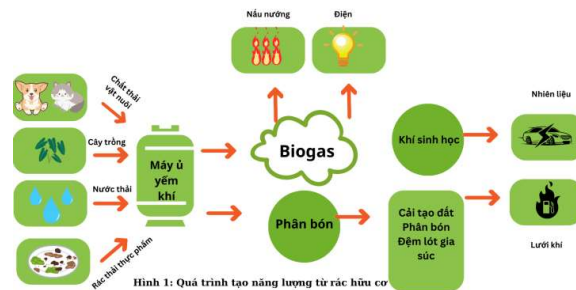 Nấu nướng
Điện
Chất thải
vật nuôi
Cây trồng
Nước thải
Rác thải thực phẩm
Máy ủ
yếm
khí
Biogas
Phân bón
Khí sinh học
Nhiên liệu
Cải tạo đất
Phân bón
Đệm lót gia
súc
Lưới khí
Hình 1: Quá trình tạo năng lượng từ rác hữu cơ